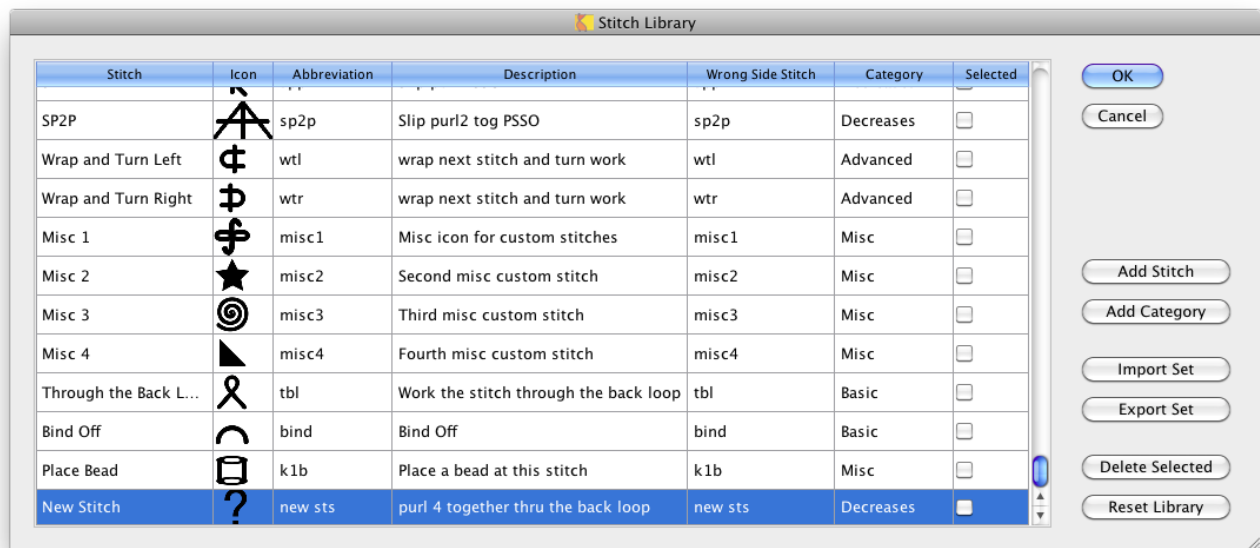 Stitch Library
Stitch Icon Abbreviation Description Wrong Side Stitch Category Selected
SP2P sp2p Slip purl2 tog PSSO sp2p Decreases
Wrap and Turn Left wtl wrap next stitch and turn work wtl Advanced
Wrap and Turn Right wtr wrap next stitch and turn work wtr Advanced
Misc 1 misc1 Misc icon for custom stitches misc1 Misc
Misc 2 misc2 Second misc custom stitch misc2 Misc
Misc 3 misc3 Third misc custom stitch misc3 Misc
Misc 4 misc4 Fourth misc custom stitch misc4 Misc
Through the Back L... tbl Work the stitch through the back loop tbl Basic
Bind Off bind Bind Off bind Basic
Place Bead k1b Place a bead at this stitch k1b Misc
New Stitch ? new sts purl 4 together thru the back loop new sts Decreases
OK
Cancel
Add Stitch
Add Category
Import Set
Export Set
Delete Selected
Reset Library